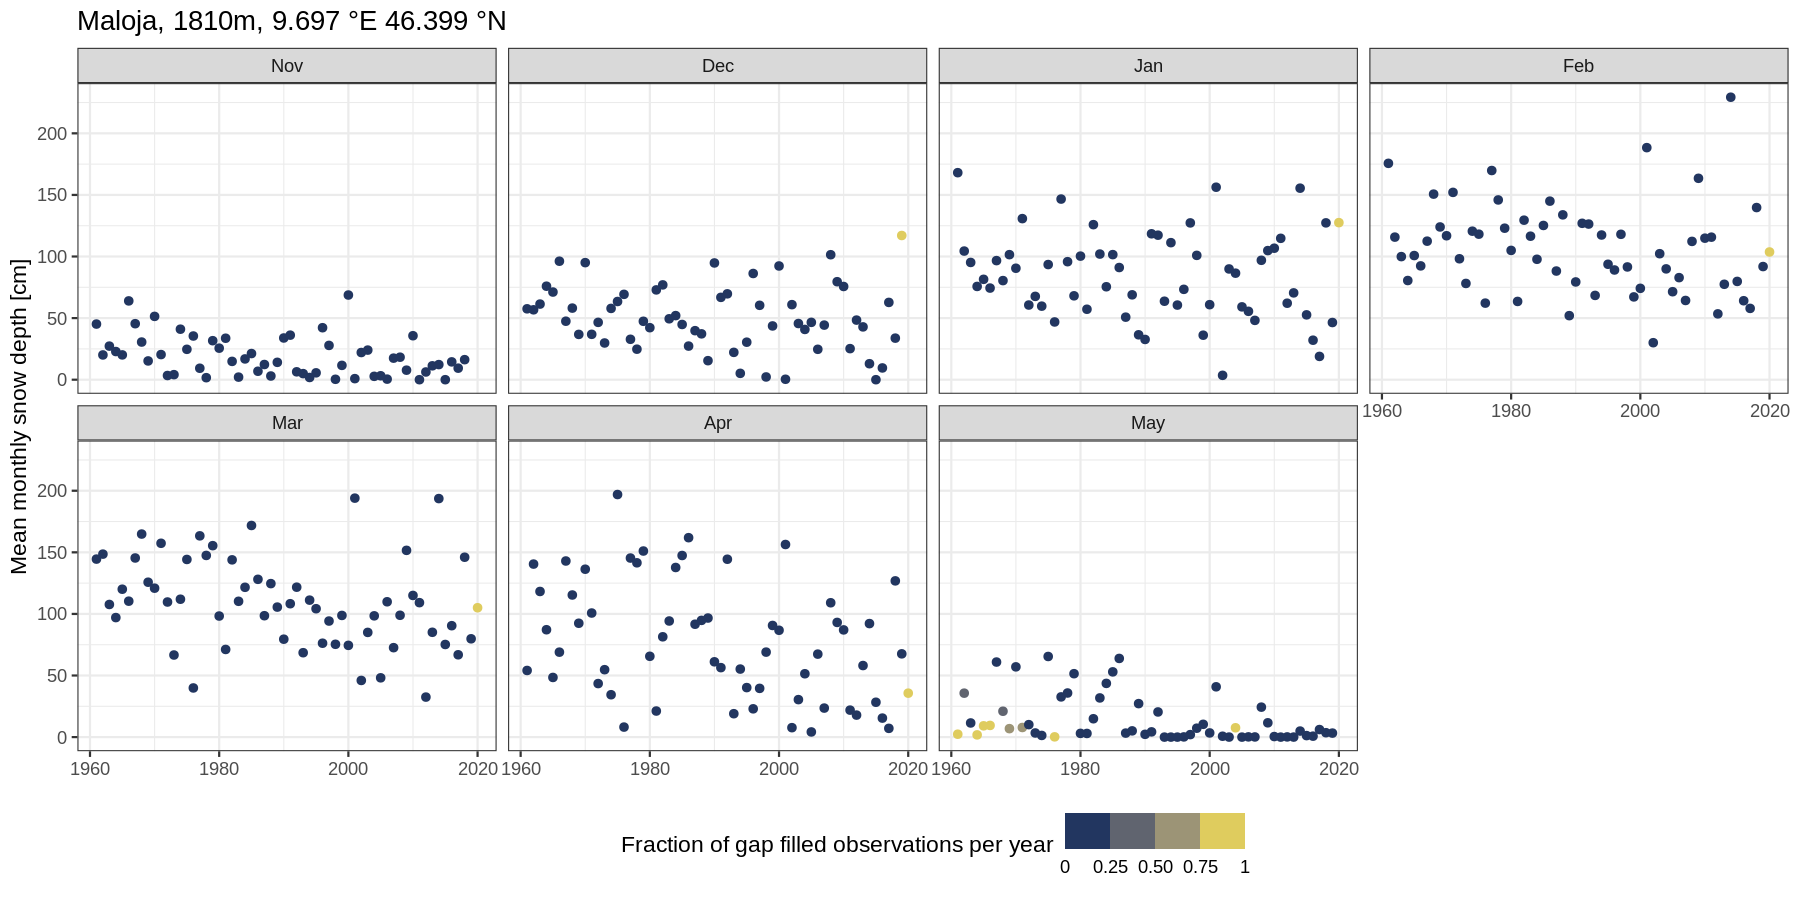 Maloja, 1810m, 9.697 °E 46.399 °N
Nov Dec Jan Feb
200
150
100
50
0
1960 1980 2000 2020
Mean monthly snow depth [cm]
Mar Apr May
200
150
100
50
0
1960 1980 2000 2020 1960 1980 2000 2020 1960 1980 2000 2020
Fraction of gap filled observations per year
0 0.25 0.50 0.75 1